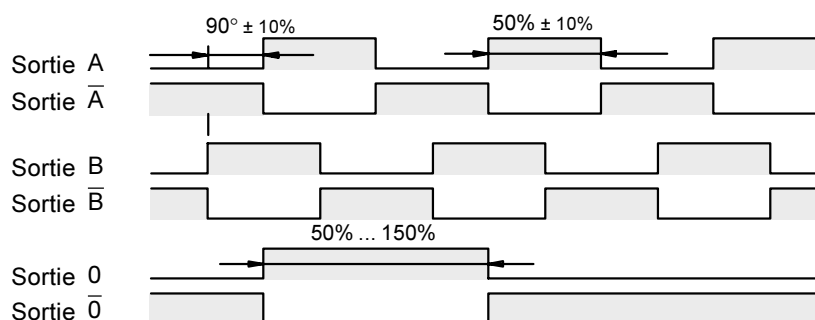 90° ± 10%
50% ± 10%
Sortie A
Sortie A̅
Sortie B
Sortie B̅
50% ... 150%
Sortie 0
Sortie 0̅